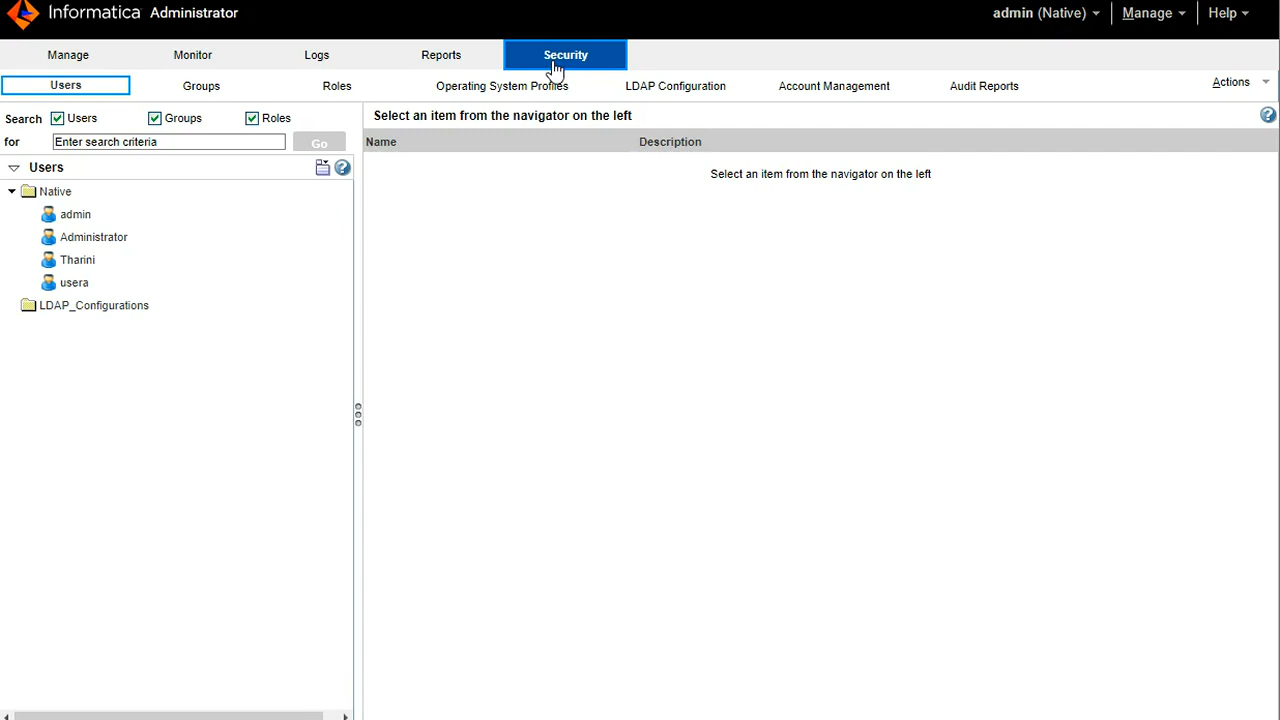 Informatica Administrator admin (Native) Manage Help
Manage Monitor Logs Reports Security
Users Groups Roles Operating System Profiles LDAP Configuration Account Management Audit Reports Actions
Search Users Groups Roles
for Enter search criteria Go
Select an item from the navigator on the left
Name Description
Select an item from the navigator on the left
Users
Native
admin
Administrator
Tharini
usera
LDAP_Configurations